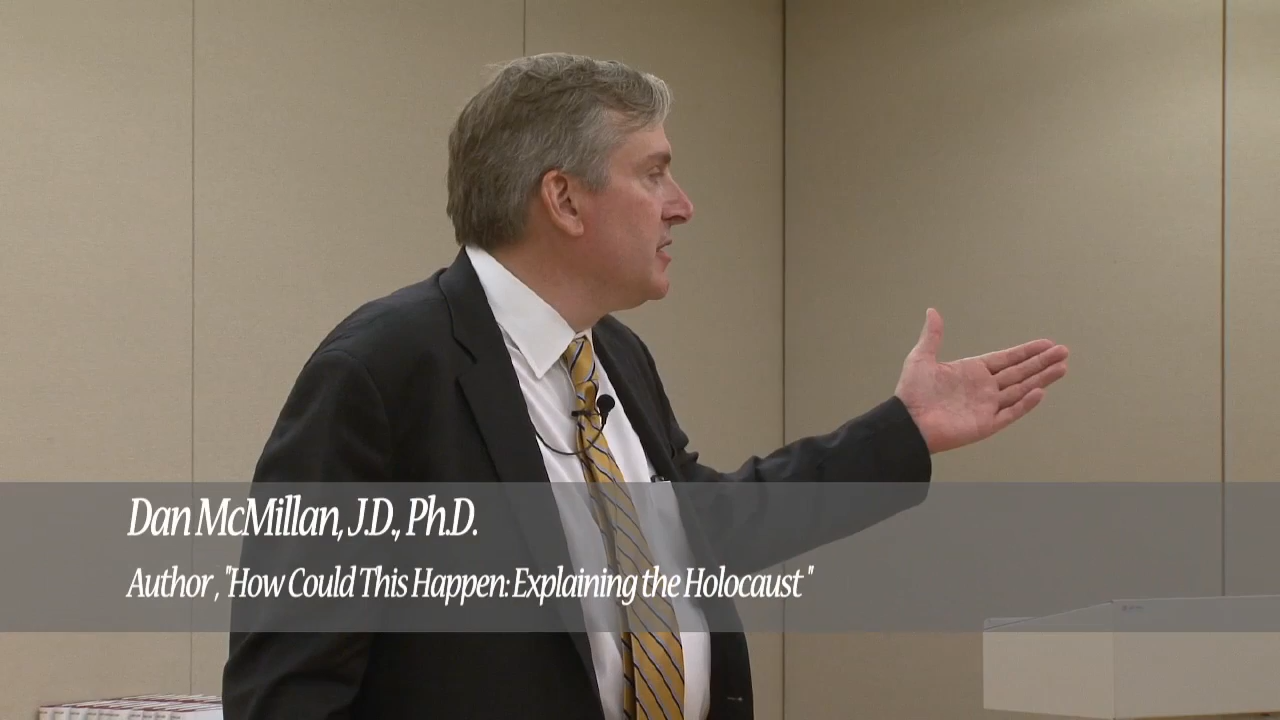 Dan McMillan, J.D., Ph.D.
Author, "How Could This Happen: Explaining the Holocaust"